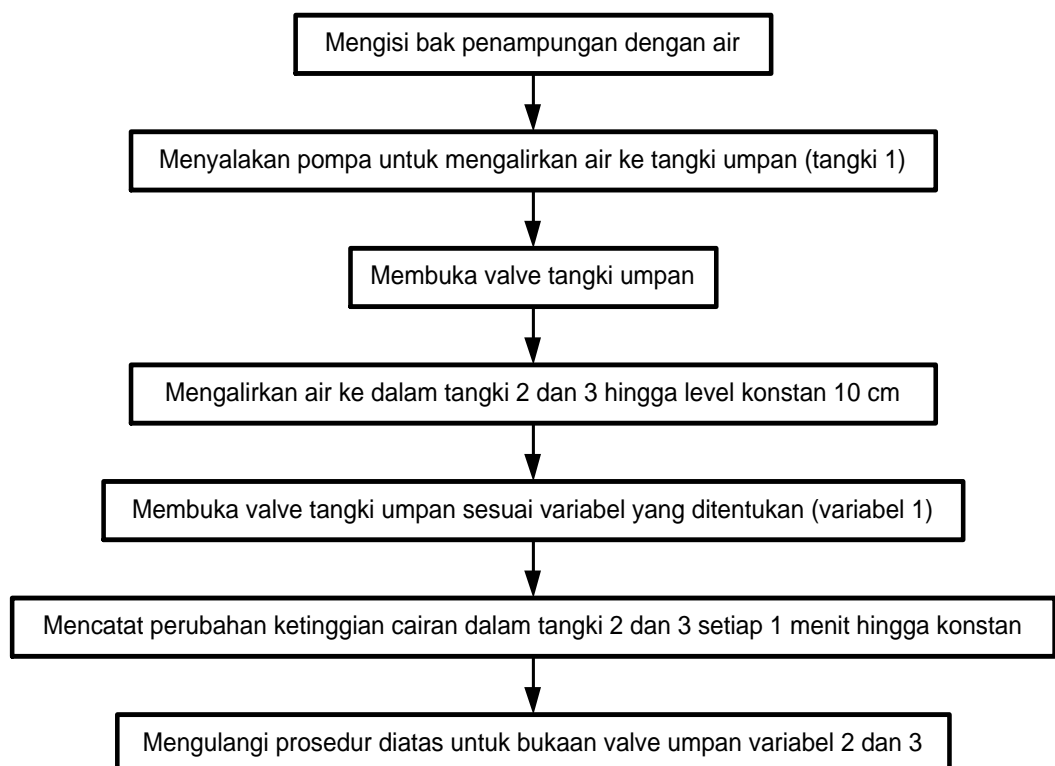 Mengisi bak penampungan dengan air
Menyalakan pompa untuk mengalirkan air ke tangki umpan (tangki 1)
Membuka valve tangki umpan
Mengalirkan air ke dalam tangki 2 dan 3 hingga level konstan 10 cm
Membuka valve tangki umpan sesuai variabel yang ditentukan (variabel 1)
Mencatat perubahan ketinggian cairan dalam tangki 2 dan 3 setiap 1 menit hingga konstan
Mengulangi prosedur diatas untuk bukaan valve umpan variabel 2 dan 3